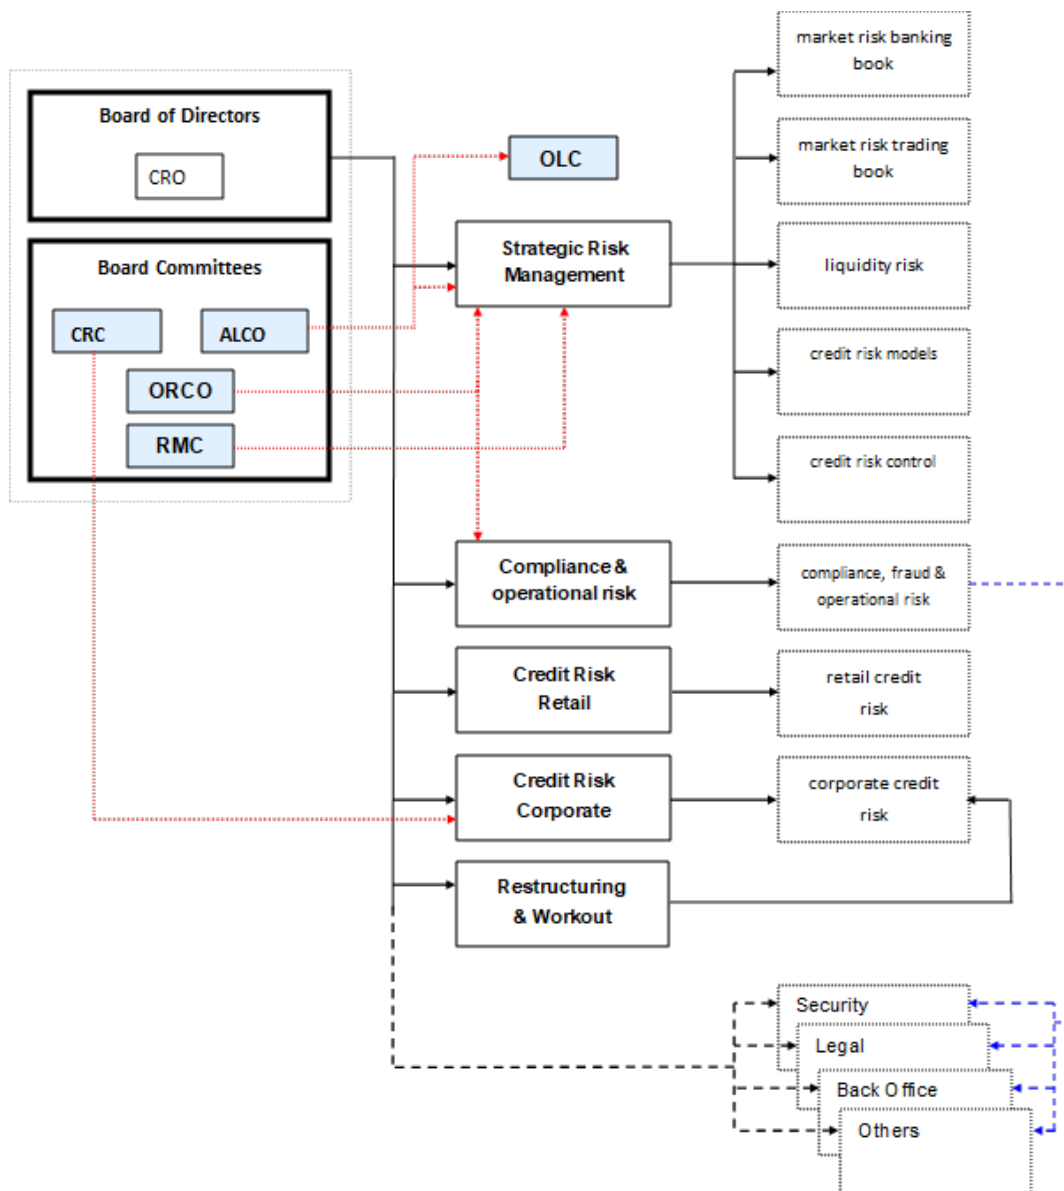 Board of Directors
CRO
Board Committees
CRC
ALCO
ORCO
RMC
OLC
Strategic Risk
Management
Compliance &
operational risk
Credit Risk
Retail
Credit Risk
Corporate
Restructuring
& Workout
market risk banking
book
market risk trading
book
liquidity risk
credit risk models
credit risk control
compliance, fraud &
operational risk
retail credit
risk
corporate credit
risk
Security
Legal
Back Office
Others